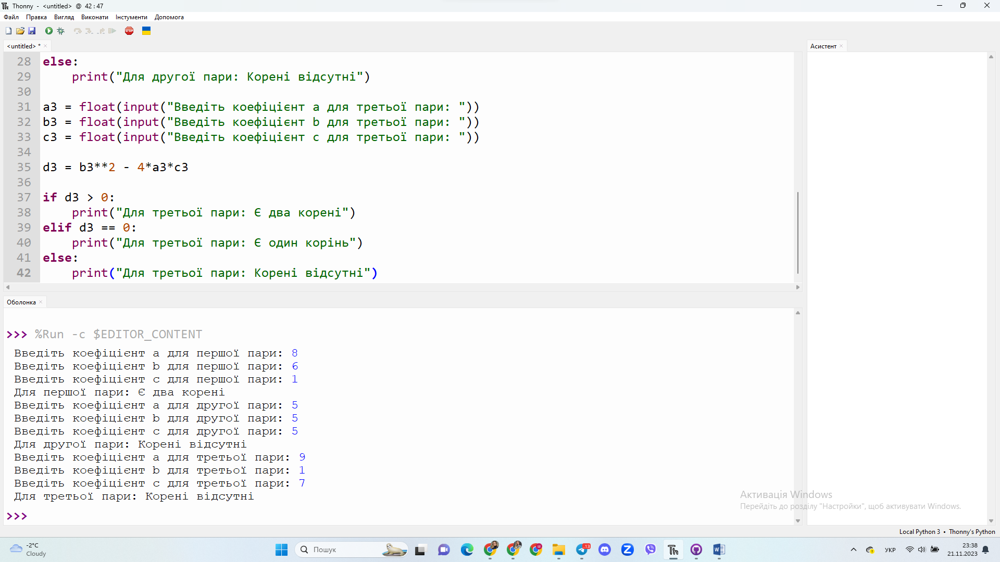 Thonny - <untitled> @ 42 : 47
Файл Правка Вигляд Виконати Інстументи Допомога
STOP
<untitled> *
Асистент
28 else:
29 print("Для другої пари: Корені відсутні")
30
31 a3 = float(input("Введіть коефіцієнт a для третьої пари: "))
32 b3 = float(input("Введіть коефіцієнт b для третьої пари: "))
33 c3 = float(input("Введіть коефіцієнт c для третьої пари: "))
34
35 d3 = b3**2 - 4*a3*c3
36
37 if d3 > 0:
38 print("Для третьої пари: Є два корені")
39 elif d3 == 0:
40 print("Для третьої пари: Є один корінь")
41 else:
42 print("Для третьої пари: Корені відсутні")
Оболонка
>>> %Run -c $EDITOR_CONTENT
Введіть коефіцієнт a для першої пари: 8
Введіть коефіцієнт b для першої пари: 6
Введіть коефіцієнт c для першої пари: 1
Для першої пари: Є два корені
Введіть коефіцієнт a для другої пари: 5
Введіть коефіцієнт b для другої пари: 5
Введіть коефіцієнт c для другої пари: 5
Для другої пари: Корені відсутні
Введіть коефіцієнт a для третьої пари: 9
Введіть коефіцієнт b для третьої пари: 1
Введіть коефіцієнт c для третьої пари: 7
Для третьої пари: Корені відсутні
>>>
Активація Windows
Перейдіть до розділу "Настройки", щоб активувати Windows.
Local Python 3 • Thonny's Python
-2°C
Cloudy
Пошук
13
УКР
23:38
21.11.2023